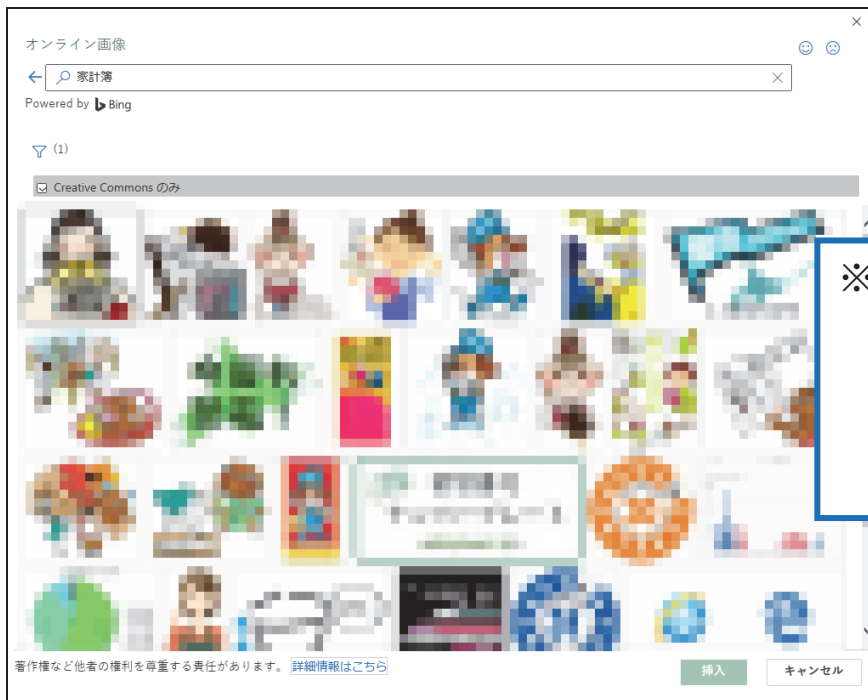 オンライン画像
家計簿
Powered by Bing
(1)
Creative Commons のみ
※
著作権など他者の権利を尊重する責任があります。 詳細情報はこちら
挿入 キャンセル